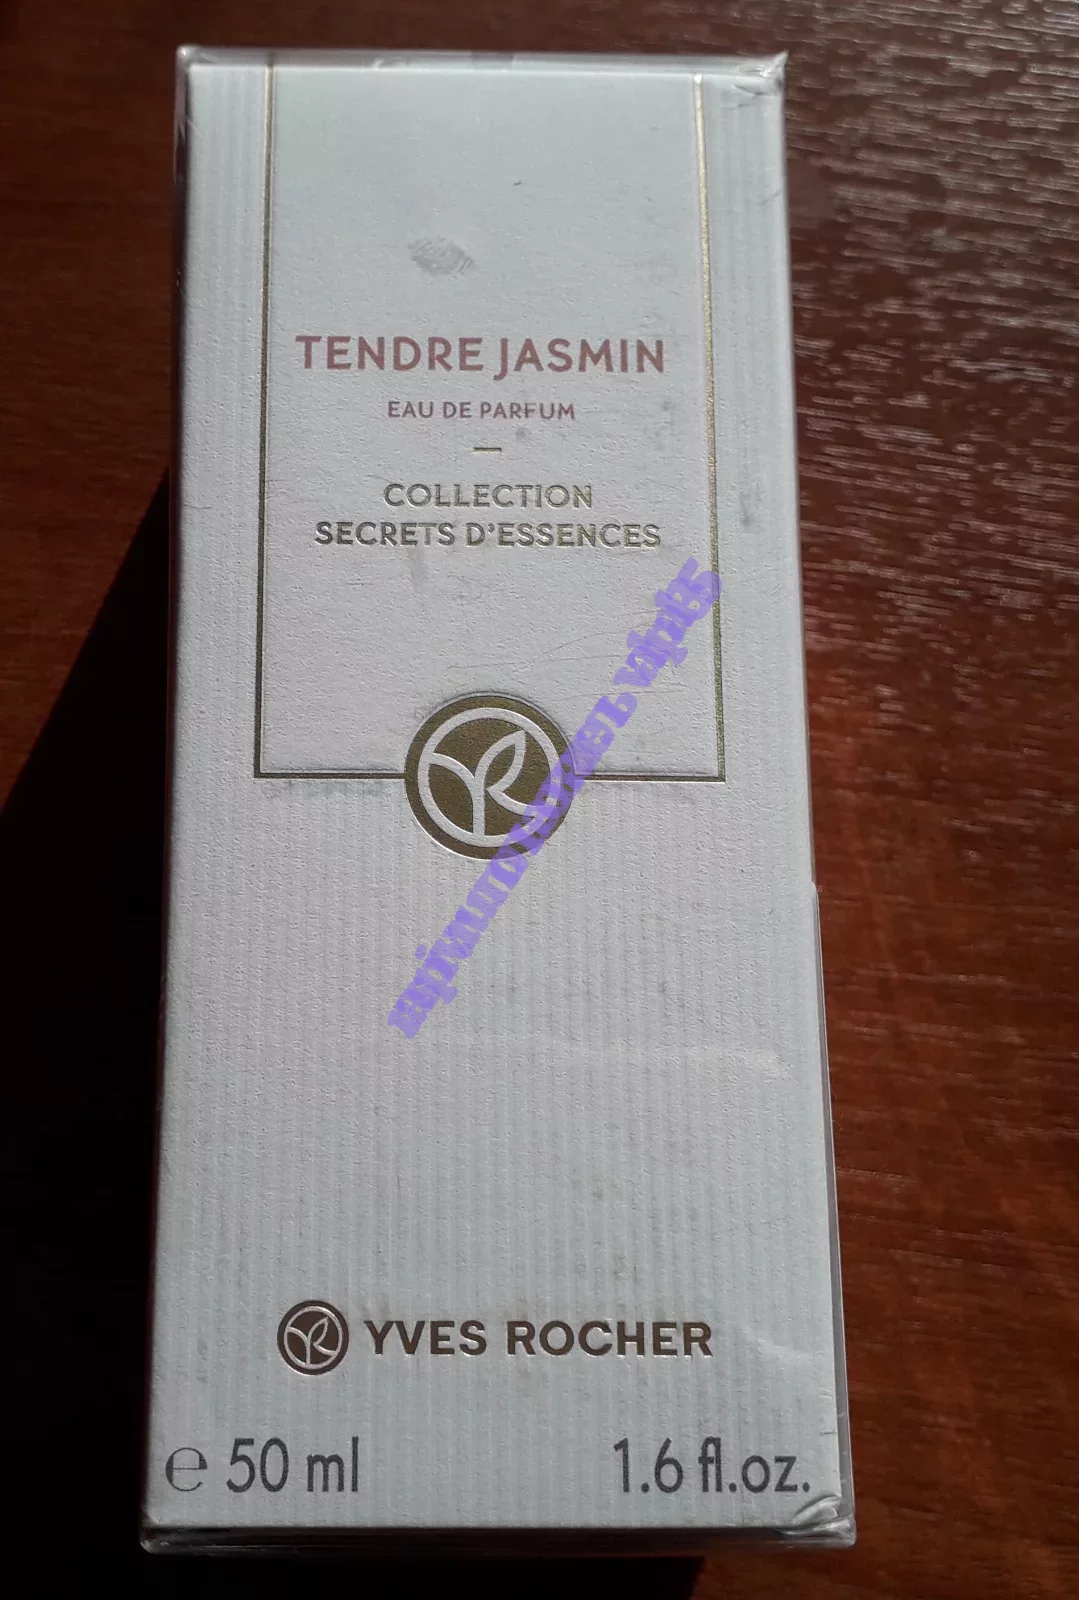 TENDRE JASMIN
EAU DE PARFUM
COLLECTION
SECRETS D'ESSENCES
YVES ROCHER
℮ 50 ml
1.6 fl.oz.